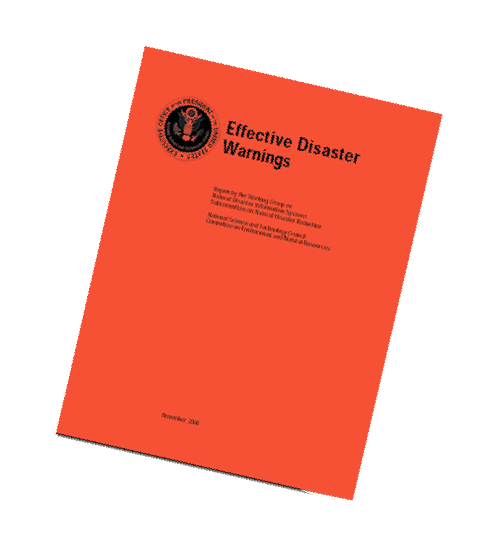 EXECUTIVE OFFICE OF THE PRESIDENT OF THE UNITED STATES
Effective Disaster
Warnings
Report by the Working Group on
Natural Disaster Information Systems
Subcommittee on Natural Disaster Reduction
National Science and Technology Council
Committee on Environment and Natural Resources
November 2000